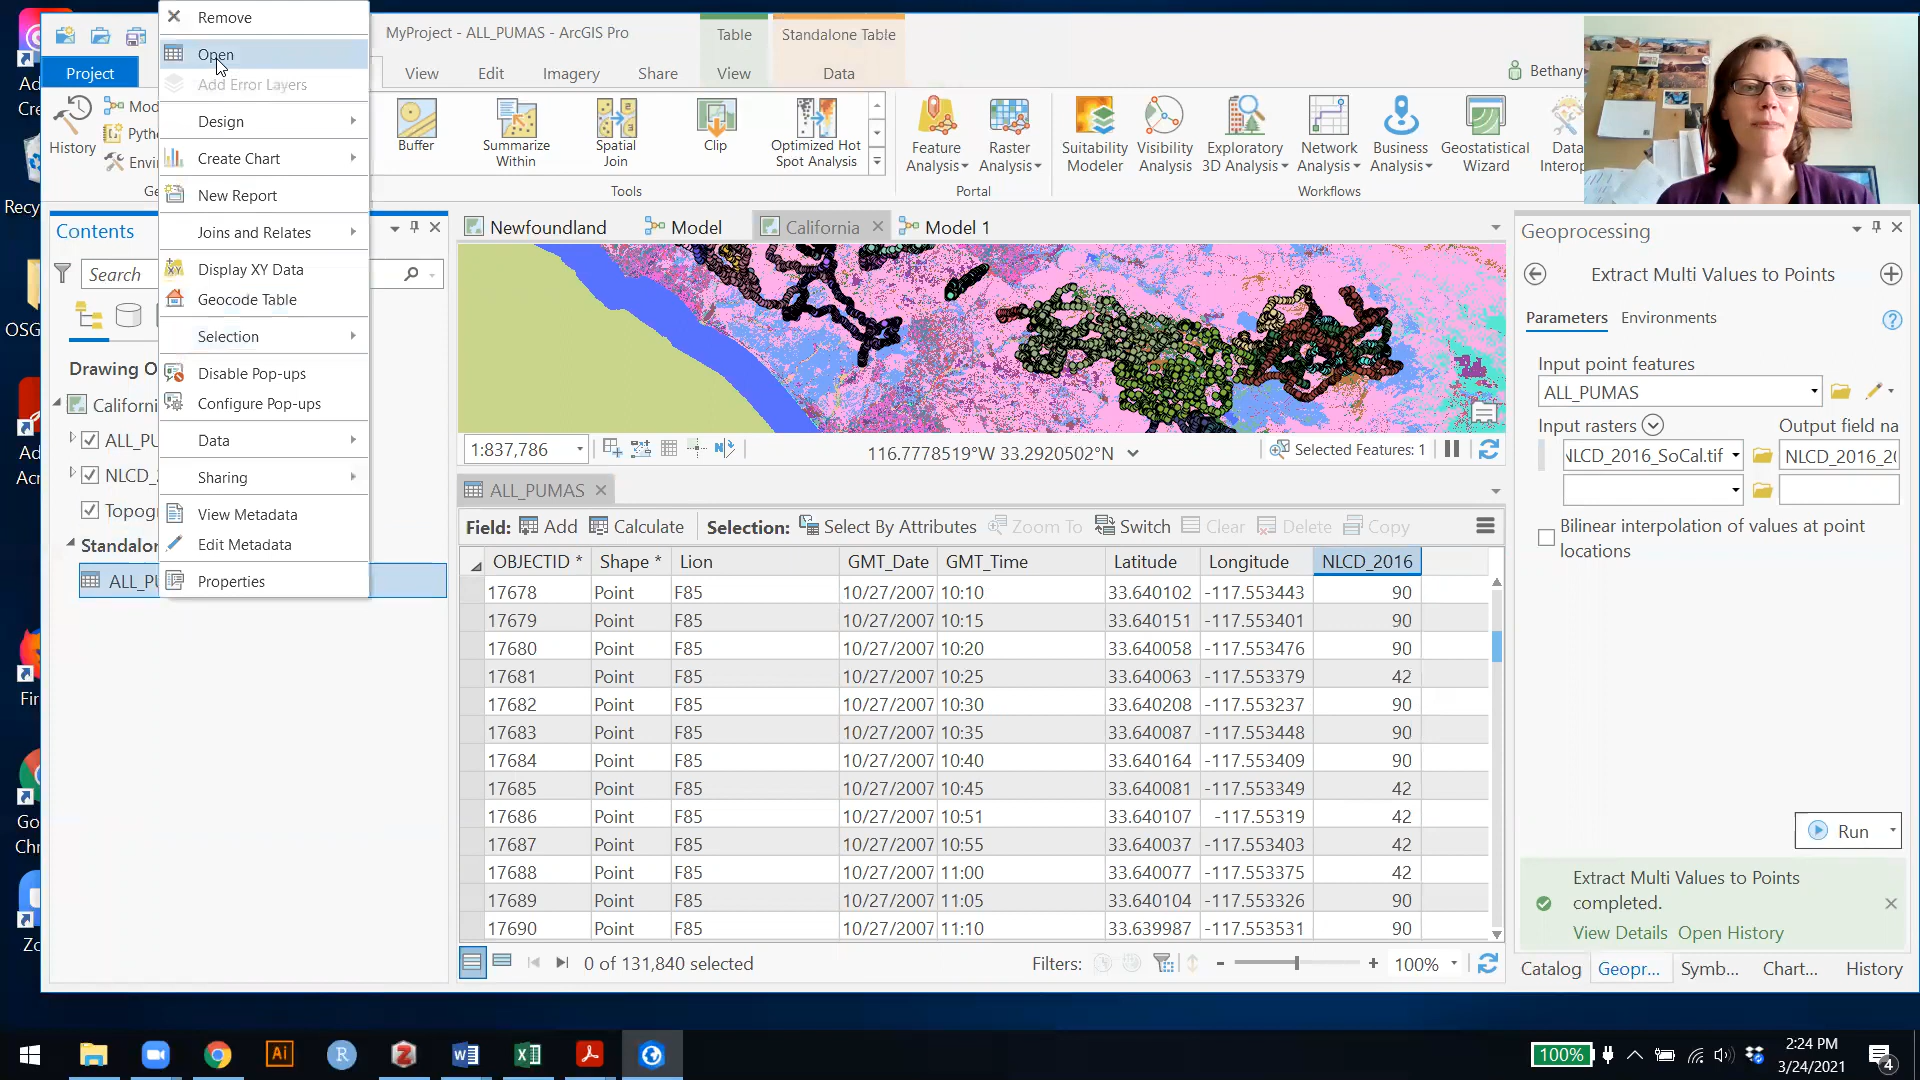 Remove
Open
Add Error Layers
Design
Create Chart
New Report
Joins and Relates
Display XY Data
Geocode Table
Selection
Disable Pop-ups
Configure Pop-ups
Data
Sharing
View Metadata
Edit Metadata
Properties
MyProject - ALL_PUMAS - ArcGIS Pro
Table
Standalone Table
Project
View
Edit
Imagery
Share
View
Data
Bethany
History
Buffer
Summarize Within
Spatial Join
Clip
Optimized Hot Spot Analysis
Tools
Feature Analysis
Raster Analysis
Portal
Suitability Modeler
Visibility Analysis
Exploratory 3D Analysis
Network Analysis
Business Analysis
Geostatistical Wizard
Data Interop
Workflows
Contents
Search
Drawing O
Californi
ALL_PU
NLCD_
Topog
Standalon
ALL_PU
Newfoundland
Model
California
Model 1
1:837,786
116.7778519°W 33.2920502°N
Selected Features: 1
ALL_PUMAS
Field: Add Calculate Selection: Select By Attributes Zoom To Switch Clear Delete Copy
OBJECTID * Shape * Lion GMT_Date GMT_Time Latitude Longitude NLCD_2016
17678 Point F85 10/27/2007 10:10 33.640102 -117.553443 90
17679 Point F85 10/27/2007 10:15 33.640151 -117.553401 90
17680 Point F85 10/27/2007 10:20 33.640058 -117.553476 90
17681 Point F85 10/27/2007 10:25 33.640063 -117.553379 42
17682 Point F85 10/27/2007 10:30 33.640208 -117.553237 90
17683 Point F85 10/27/2007 10:35 33.640087 -117.553448 90
17684 Point F85 10/27/2007 10:40 33.640164 -117.553409 90
17685 Point F85 10/27/2007 10:45 33.640081 -117.553349 42
17686 Point F85 10/27/2007 10:51 33.640107 -117.55319 42
17687 Point F85 10/27/2007 10:55 33.640037 -117.553403 42
17688 Point F85 10/27/2007 11:00 33.640077 -117.553375 42
17689 Point F85 10/27/2007 11:05 33.640104 -117.553326 90
17690 Point F85 10/27/2007 11:10 33.639987 -117.553531 90
0 of 131,840 selected
Filters:
- + 100%
Geoprocessing
Extract Multi Values to Points
Parameters Environments
Input point features
ALL_PUMAS
Input rasters Output field na
NLCD_2016_SoCal.tif NLCD_2016_20
Bilinear interpolation of values at point
locations
Run
Extract Multi Values to Points
completed.
View Details Open History
Catalog Geopr... Symb... Chart... History
100%
2:24 PM
3/24/2021
4